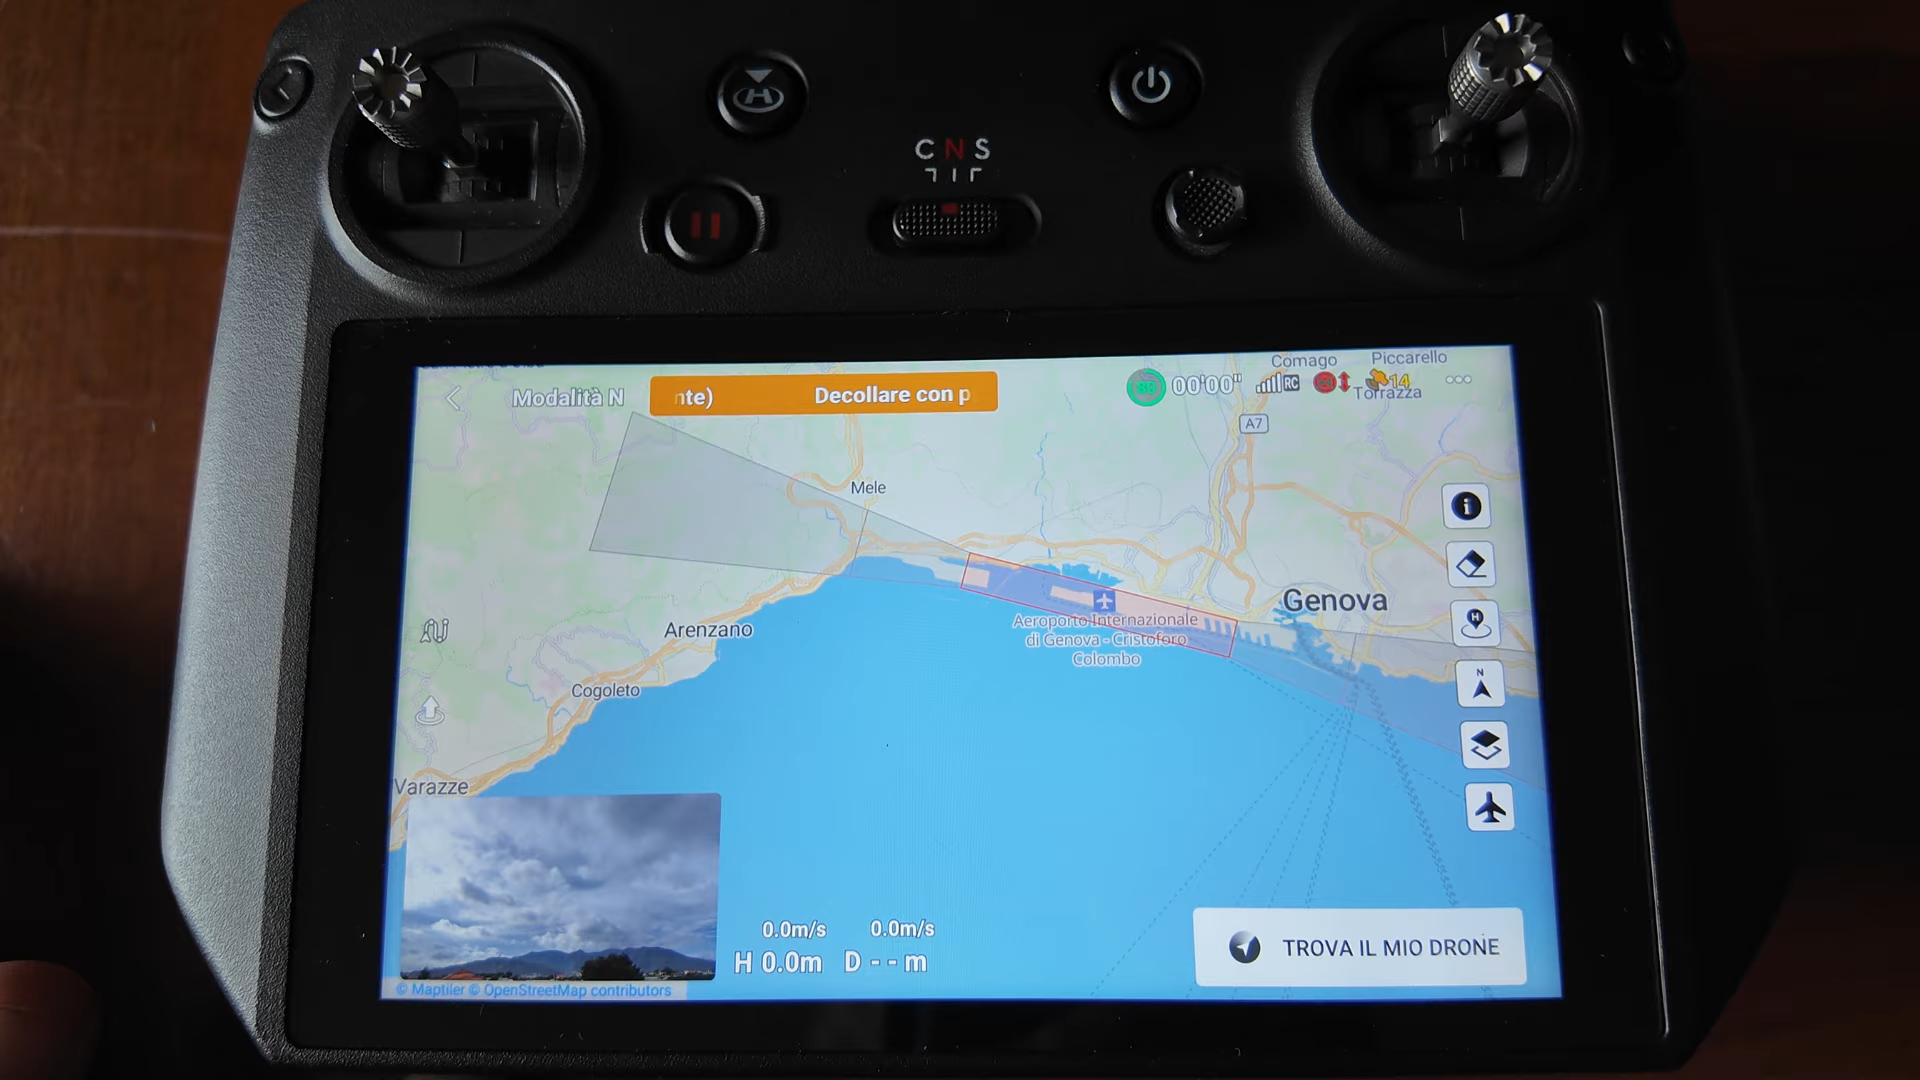 C N S
Comago
Piccarello
Modalità N
nte) Decollare con p
00'00"
RC
14
Torrazza
A7
Mele
Genova
Aeroporto Internazionale
di Genova - Cristoforo
Colombo
Arenzano
Cogoleto
Varazze
0.0m/s 0.0m/s
H 0.0m D - - m
TROVA IL MIO DRONE
© Maptiler © OpenStreetMap contributors